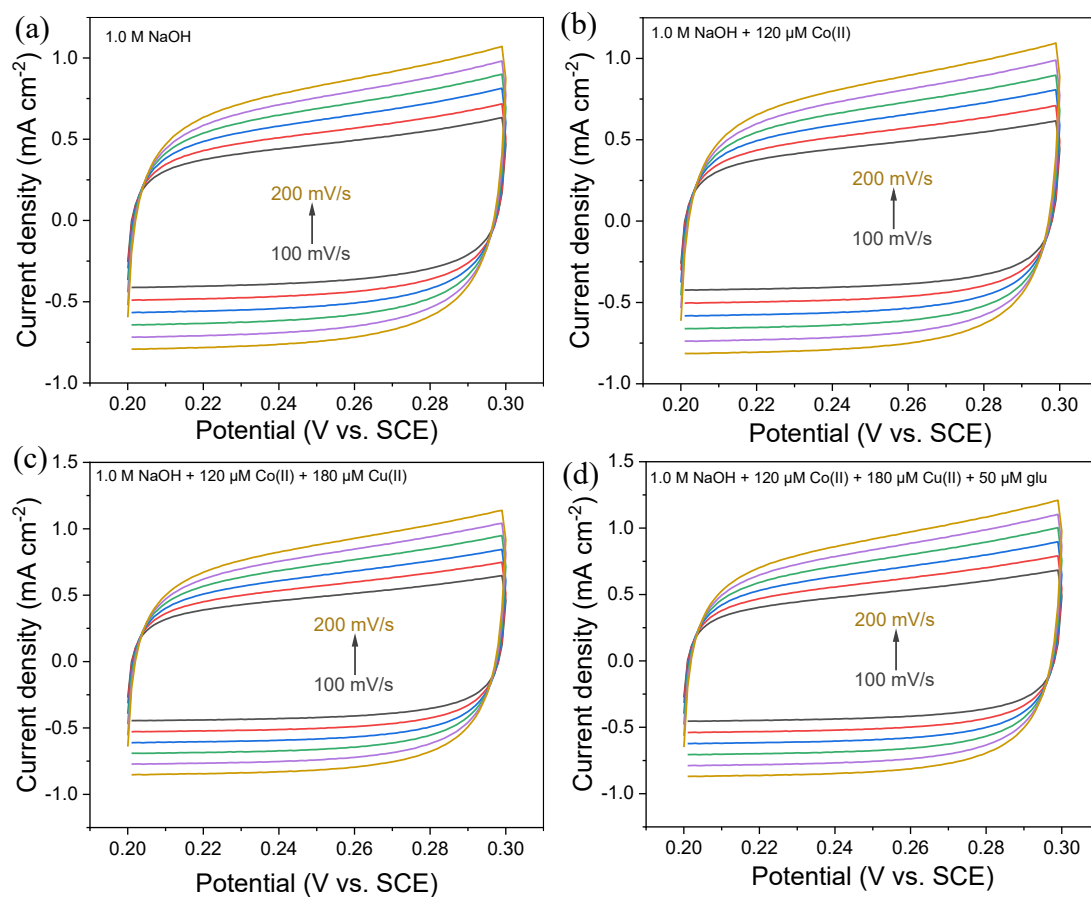 (a)
1.0 M NaOH
Current density (mA cm-2)
1.0
0.5
0.0
-0.5
-1.0
200 mV/s
100 mV/s
0.20 0.22 0.24 0.26 0.28 0.30
Potential (V vs. SCE)
(b)
1.0 M NaOH + 120 μM Co(II)
Current density (mA cm-2)
1.0
0.5
0.0
-0.5
-1.0
200 mV/s
100 mV/s
0.20 0.22 0.24 0.26 0.28 0.30
Potential (V vs. SCE)
(c)
1.0 M NaOH + 120 μM Co(II) + 180 μM Cu(II)
Current density (mA cm-2)
1.5
1.0
0.5
0.0
-0.5
-1.0
200 mV/s
100 mV/s
0.20 0.22 0.24 0.26 0.28 0.30
Potential (V vs. SCE)
(d)
1.0 M NaOH + 120 μM Co(II) + 180 μM Cu(II) + 50 μM glu
Current density (mA cm-2)
1.5
1.0
0.5
0.0
-0.5
-1.0
200 mV/s
100 mV/s
0.20 0.22 0.24 0.26 0.28 0.30
Potential (V vs. SCE)